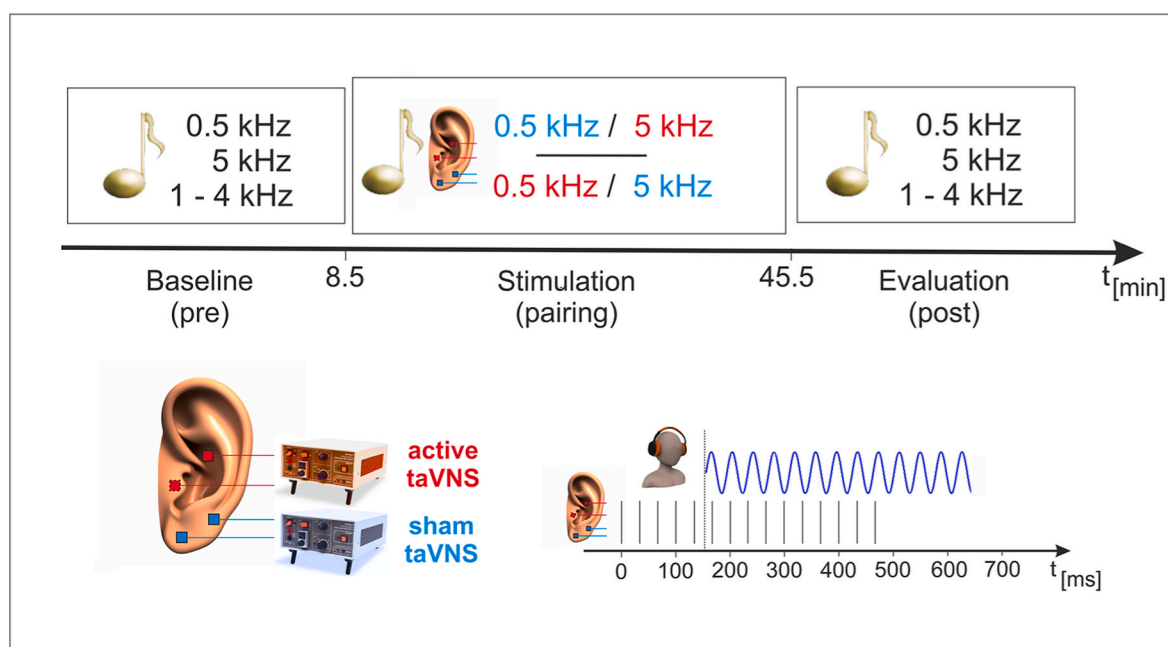 0.5 kHz
5 kHz
1 - 4 kHz
0.5 kHz / 5 kHz
0.5 kHz / 5 kHz
0.5 kHz
5 kHz
1 - 4 kHz
Baseline
(pre)
8.5
Stimulation
(pairing)
45.5
Evaluation
(post)
t[min]
active
taVNS
sham
taVNS
0 100 200 300 400 500 600 700
t[ms]